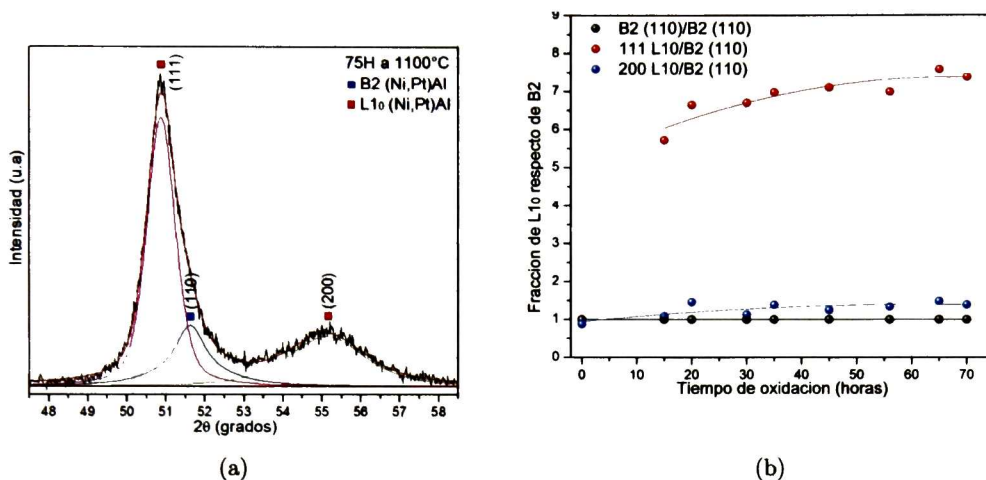 75H a 1100°C
B2 (Ni,Pt)Al
L1₀ (Ni,Pt)Al
(111)
(110)
(200)
Intensidad (u.a)
48 49 50 51 52 53 54 55 56 57 58
2θ (grados)
(a)
B2 (110)/B2 (110)
111 L10/B2 (110)
200 L10/B2 (110)
Fraccion de L1₀ respecto de B2
9
8
7
6
5
4
3
2
1
0
0 10 20 30 40 50 60 70
Tiempo de oxidacion (horas)
(b)